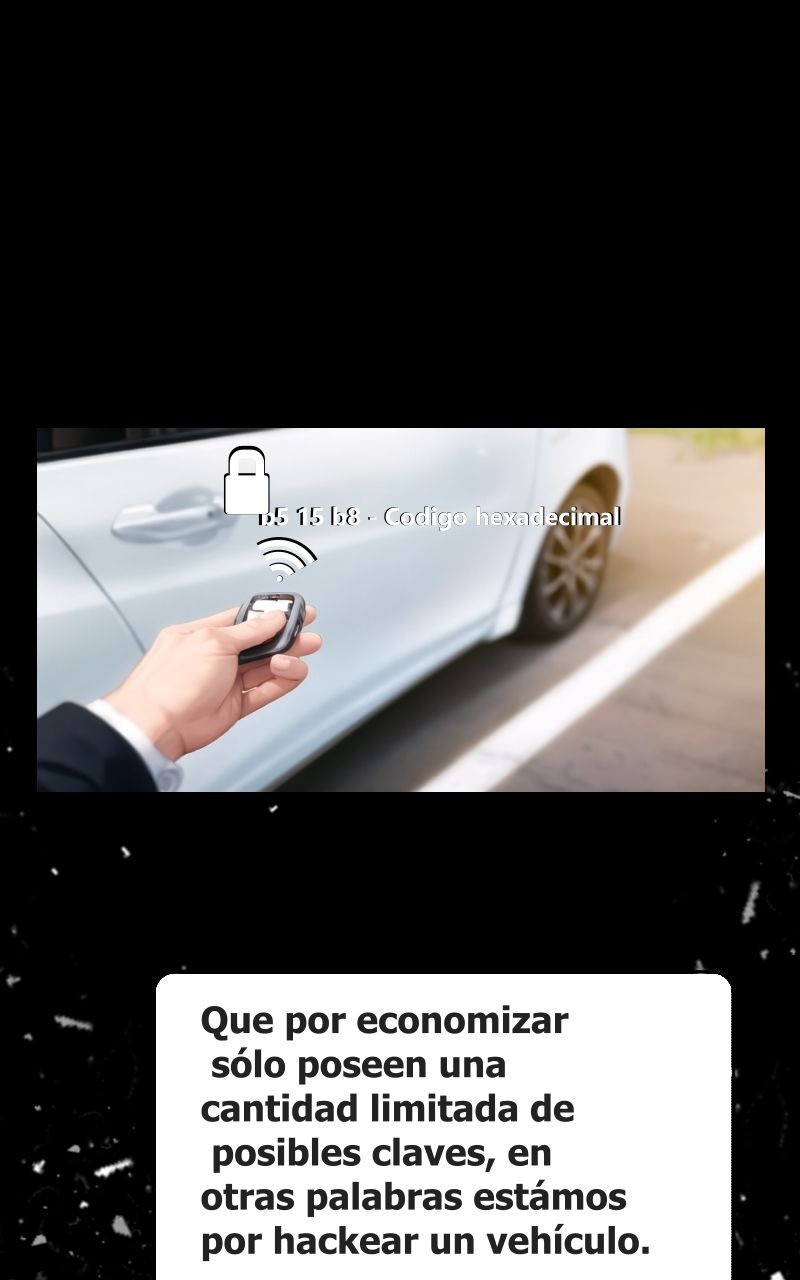 b5 15 b8 - Codigo hexadecimal
Que por economizar
sólo poseen una
cantidad limitada de
posibles claves, en
otras palabras estámos
por hackear un vehículo.